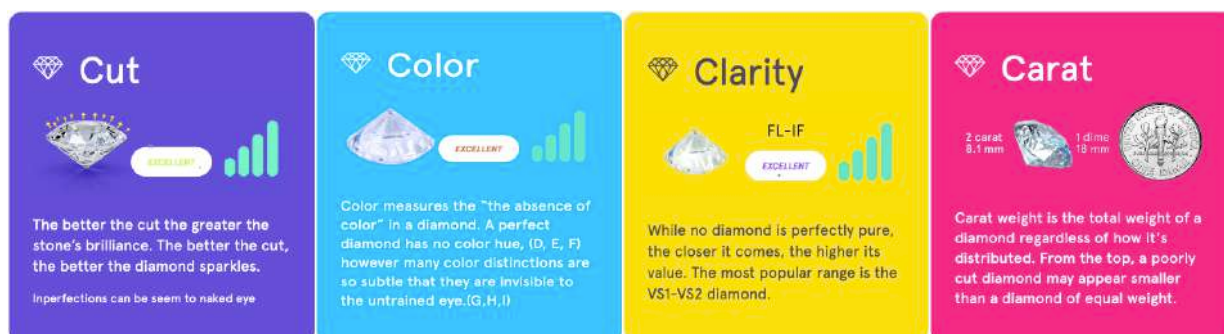 Cut
EXCELLENT
The better the cut the greater the
stone's brilliance. The better the cut,
the better the diamond sparkles.
Inperfections can be seem to naked eye
Color
EXCELLENT
Color measures the "the absence of
color" in a diamond. A perfect
diamond has no color hue, (D, E, F)
however many color distinctions are
so subtle that they are invisible to
the untrained eye.(G,H,I)
Clarity
FL-IF
EXCELLENT
While no diamond is perfectly pure,
the closer it comes, the higher its
value. The most popular range is the
VS1-VS2 diamond.
Carat
2 carat
8.1 mm
1 dime
18 mm
Carat weight is the total weight of a
diamond regardless of how it's
distributed. From the top, a poorly
cut diamond may appear smaller
than a diamond of equal weight.